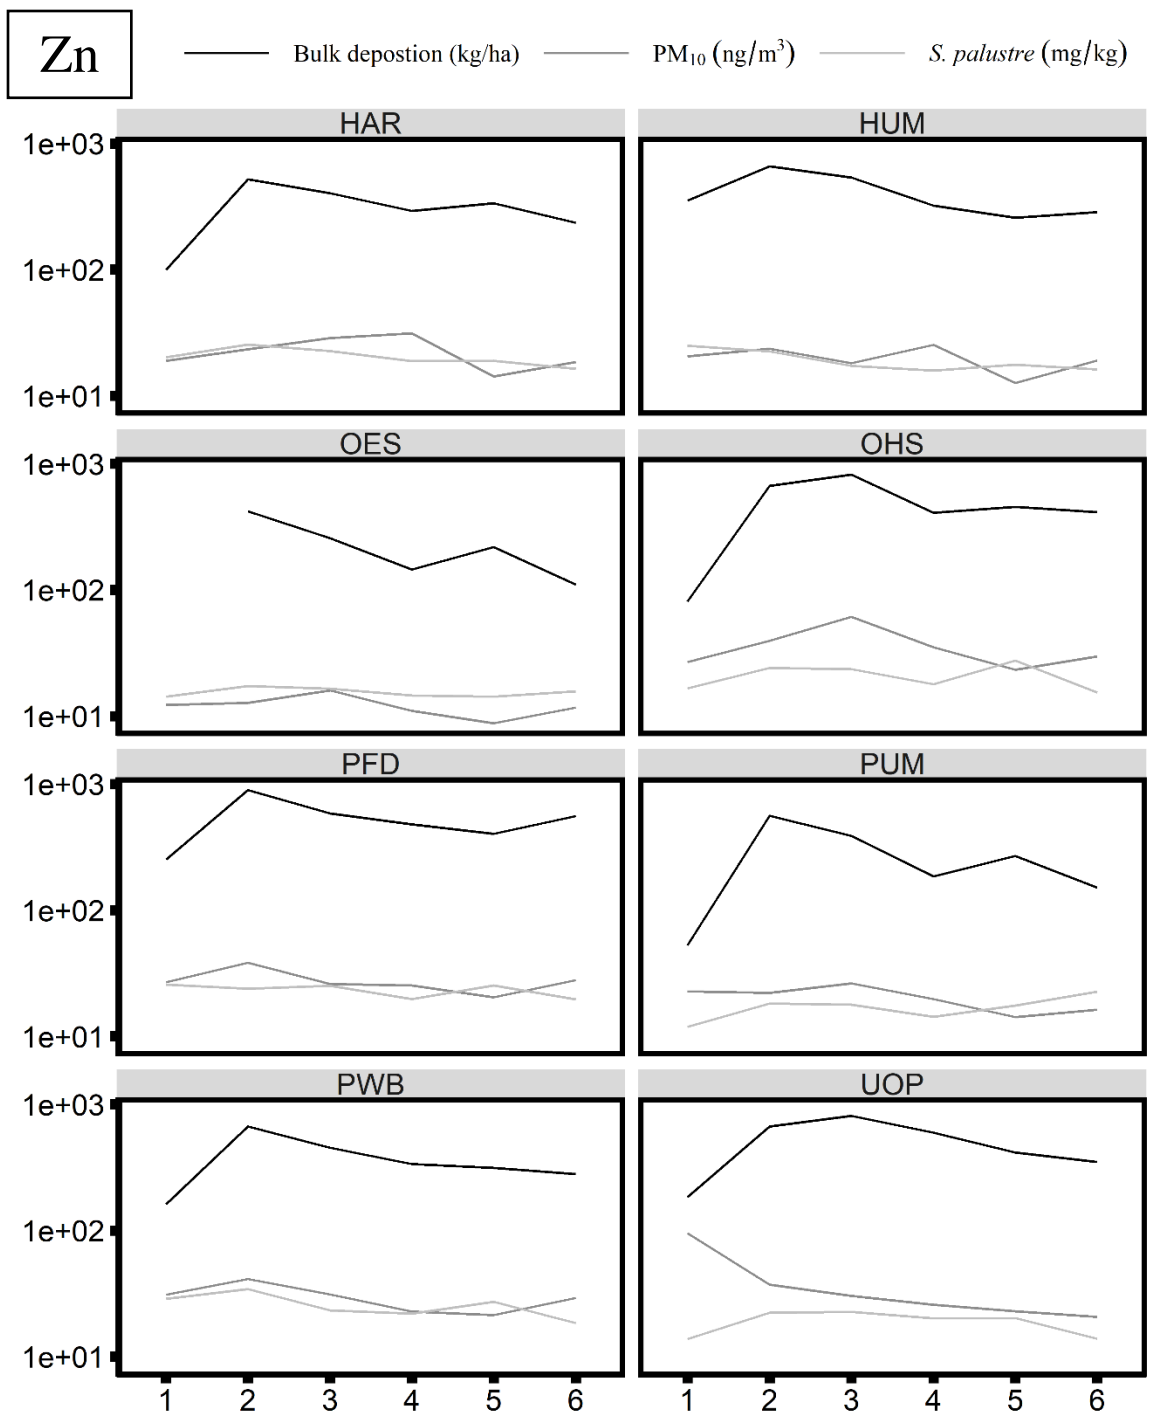 Zn
Bulk depostion (kg/ha) PM₁₀ (ng/m³) S. palustre (mg/kg)
HAR HUM
1e+03
1e+02
1e+01
OES OHS
1e+03
1e+02
1e+01
PFD PUM
1e+03
1e+02
1e+01
PWB UOP
1e+03
1e+02
1e+01
1 2 3 4 5 6 1 2 3 4 5 6